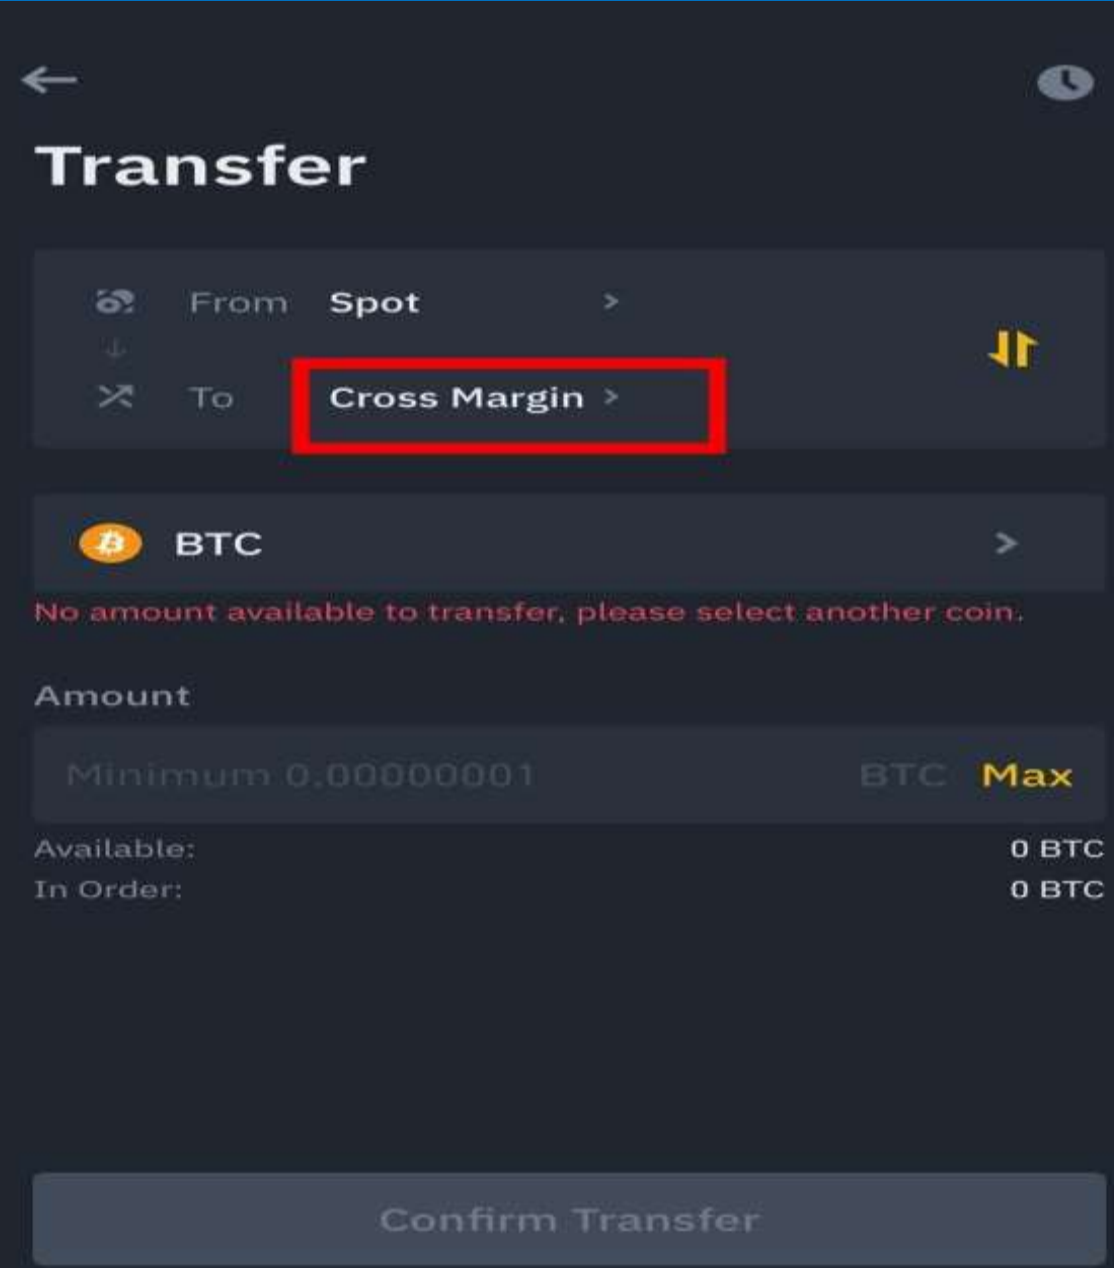 Transfer
From Spot >
To Cross Margin >
BTC >
No amount available to transfer, please select another coin.
Amount
Minimum 0.00000001 BTC Max
Available: 0 BTC
In Order: 0 BTC
Confirm Transfer